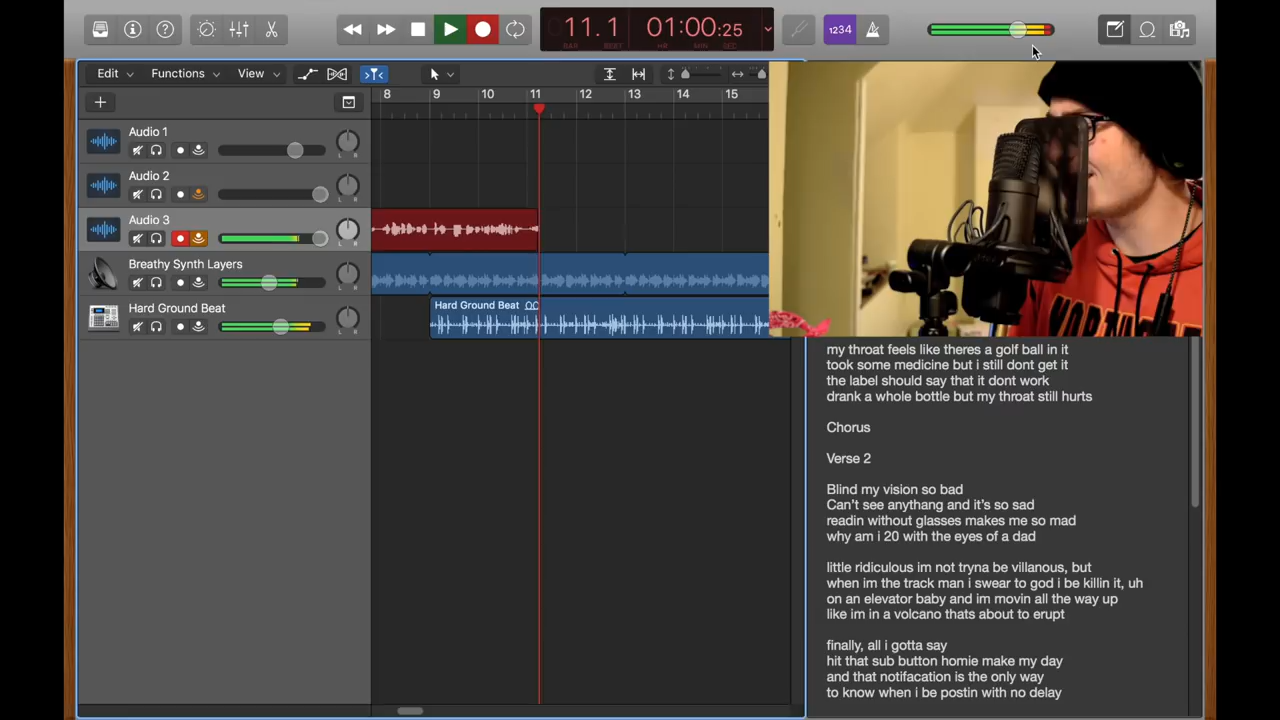 11.1 01:00:25
BAR BEAT HR MIN SEC
1234
Edit Functions View
8 9 10 11 12 13 14 15
Audio 1
L R
Audio 2
L R
Audio 3
L R
Breathy Synth Layers
L R
Hard Ground Beat
L R
Hard Ground Beat
my throat feels like theres a golf ball in it
took some medicine but i still dont get it
the label should say that it dont work
drank a whole bottle but my throat still hurts
Chorus
Verse 2
Blind my vision so bad
Can't see anythang and it's so sad
readin without glasses makes me so mad
why am i 20 with the eyes of a dad
little ridiculous im not tryna be villanous, but
when im the track man i swear to god i be killin it, uh
on an elevator baby and im movin all the way up
like im in a volcano thats about to erupt
finally, all i gotta say
hit that sub button homie make my day
and that notifacation is the only way
to know when i be postin with no delay